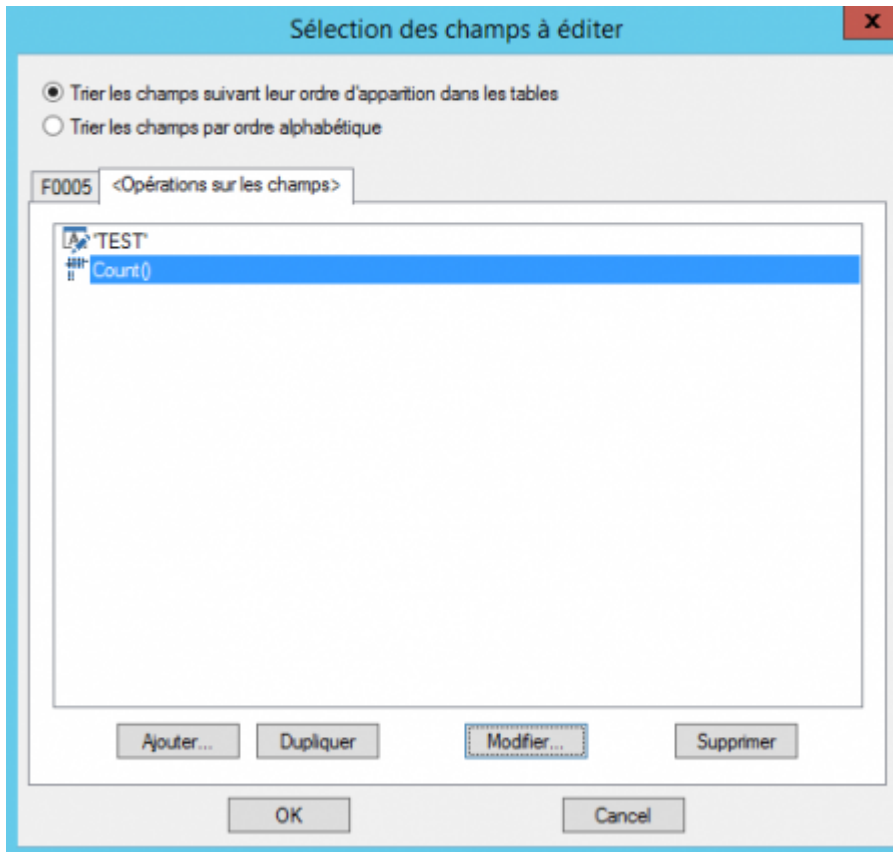 Sélection des champs à éditer
x
Trier les champs suivant leur ordre d'apparition dans les tables
Trier les champs par ordre alphabétique
F0005 <Opérations sur les champs>
'TEST'
Count()
Ajouter... Dupliquer Modifier... Supprimer
OK Cancel